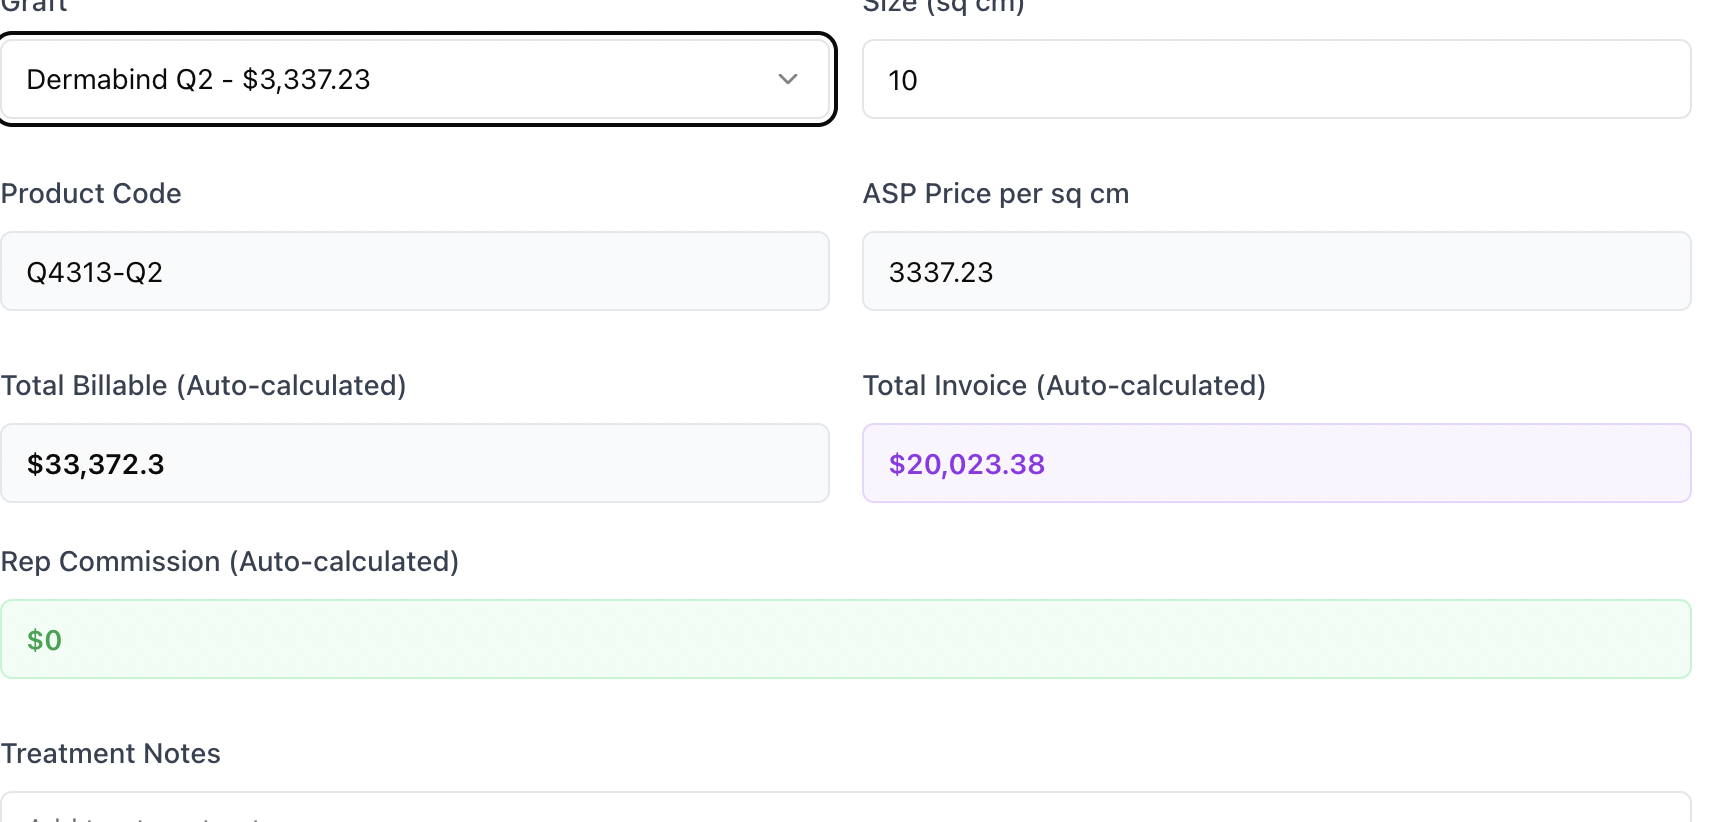 Graft
Size (sq cm)
Dermabind Q2 - $3,337.23
10
Product Code
ASP Price per sq cm
Q4313-Q2
3337.23
Total Billable (Auto-calculated)
Total Invoice (Auto-calculated)
$33,372.3
$20,023.38
Rep Commission (Auto-calculated)
$0
Treatment Notes